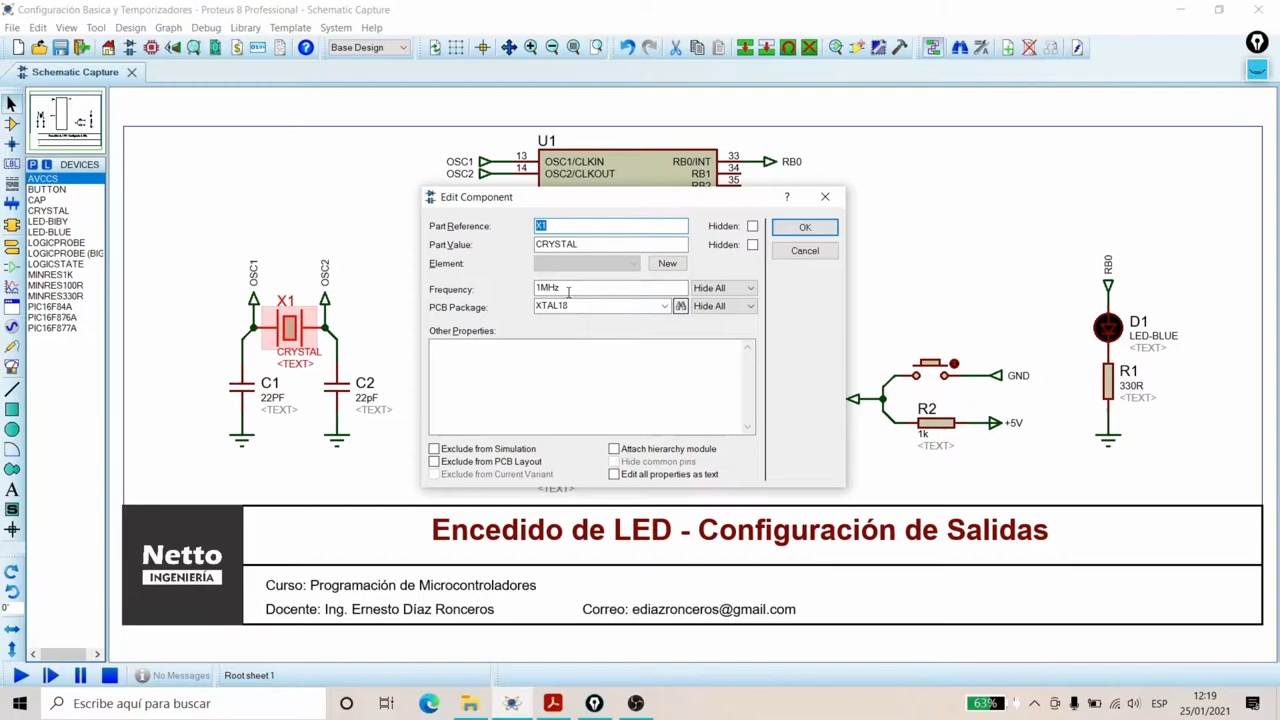 Configuración Basica y Temporizadores - Proteus 8 Professional - Schematic Capture
File Edit View Tool Design Graph Debug Library Template System Help
Base Design
Schematic Capture
DEVICES
P L
AVCCS
BUTTON
CAP
CRYSTAL
LED-BIBY
LED-BLUE
LOGICPROBE
LOGICPROBE (BIG
LOGICSTATE
MINRES1K
MINRES100R
MINRES330R
PIC16F84A
PIC16F876A
PIC16F877A
LBL
A
S
0°
U1
OSC1 13 OSC1/CLKIN RB0/INT 33 RB0
OSC2 14 OSC2/CLKOUT RB1 34
RB2 35
Edit Component
?
Part Reference: X1 Hidden:
Part Value: CRYSTAL Hidden:
Element: New
Frequency: 1MHz Hide All
PCB Package: XTAL18 Hide All
Other Properties:
Exclude from Simulation
Exclude from PCB Layout
Exclude from Current Variant
Attach hierarchy module
Hide common pins
Edit all properties as text
OK
Cancel
<TEXT>
OSC1
OSC2
X1
CRYSTAL
<TEXT>
C1
22PF
<TEXT>
C2
22pF
<TEXT>
GND
R2
1k
<TEXT>
+5V
RB0
D1
LED-BLUE
<TEXT>
R1
330R
<TEXT>
Encedido de LED - Configuración de Salidas
Netto
INGENIERÍA
Curso: Programación de Microcontroladores
Docente: Ing. Ernesto Díaz Ronceros Correo: ediazronceros@gmail.com
No Messages
Root sheet 1
Escribe aquí para buscar
63%
ESP
12:19
25/01/2021